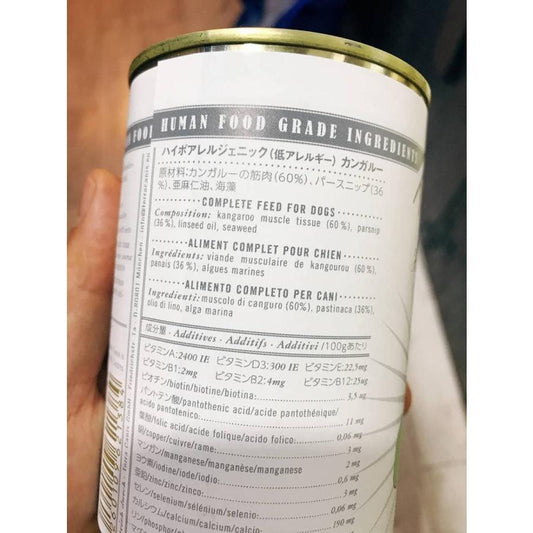 HUMAN FOOD GRADE INGREDIENTS
ハイポアレルジェニック(低アレルギー) カンガルー
原材料:カンガルーの筋肉(60%)、パースニップ(36
%)、亜麻仁油、海藻
COMPLETE FEED FOR DOGS
Composition: kangaroo muscle tissue (60 %), parsnip
(36 %), linseed oil, seaweed
ALIMENT COMPLET POUR CHIEN
Ingrédients: viande musculaire de kangourou (60 %),
panais (36 %), algues marines
ALIMENTO COMPLETO PER CANI
Ingredienti: muscolo di canguro (60%), pastinaca (36%),
olio di lino, alga marina
成分量 · Additives · Additifs · Additivi /(100gあたり)
ビタミンA:2400 IE ビタミンD3:300 IE ビタミンE:22,5mg
ビタミンB1:2mg ビタミンB2:4mg ビタミンB12:25µg
ビオチン/biotin/biotine/biotina: 3,5 µg
パントテン酸/pantothenic acid/acide pantothénique/
acido pantotenico: 11 mg
葉酸/folic acid/acide folique/acido folico: 0,06 mg
銅/copper/cuivre/rame: 3 mg
マンガン/manganese/manganèse/manganese 2 mg
ヨウ素/iodine/iode/iodio: 0,6 mg
亜鉛/zinc/zinc/zinco: 3 mg
セレン/selenium/sélénium/selenio: 0,06 mg
カルシウム/calcium/calcium/calcio: 190 mg